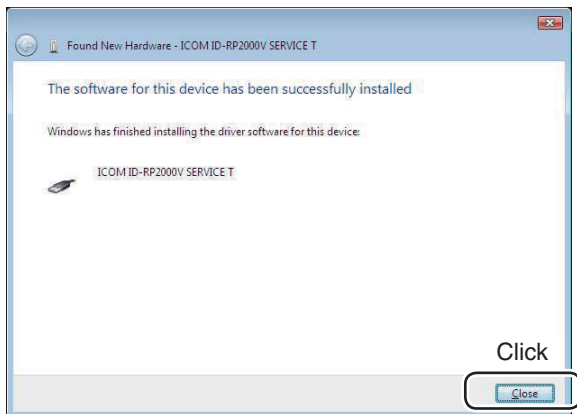 Found New Hardware - ICOM ID-RP2000V SERVICE T
The software for this device has been successfully installed
Windows has finished installing the driver software for this device:
ICOM ID-RP2000V SERVICE T
Click
Close